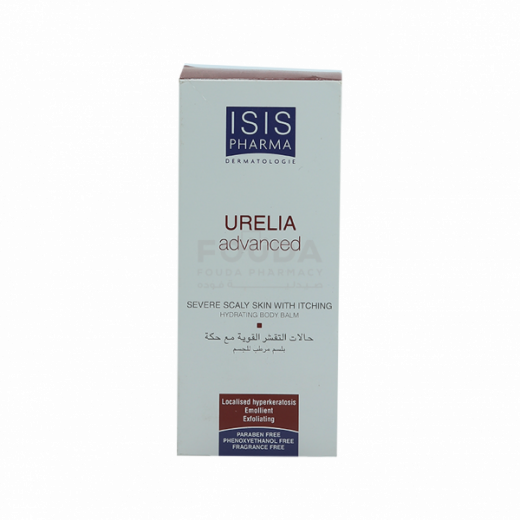 ISIS
PHARMA
DERMATOLOGIE
URELIA
advanced
FOUDA
FOUDA PHARMACY
SEVERE SCALY SKIN WITH ITCHING
HYDRATING BODY BALM
حالات التقشر القوية مع حكة
بلسم مرطب للجسم
Localised hyperkeratosis
Emollient
Exfoliating
PARABEN FREE
PHENOXYETHANOL FREE
FRAGRANCE FREE